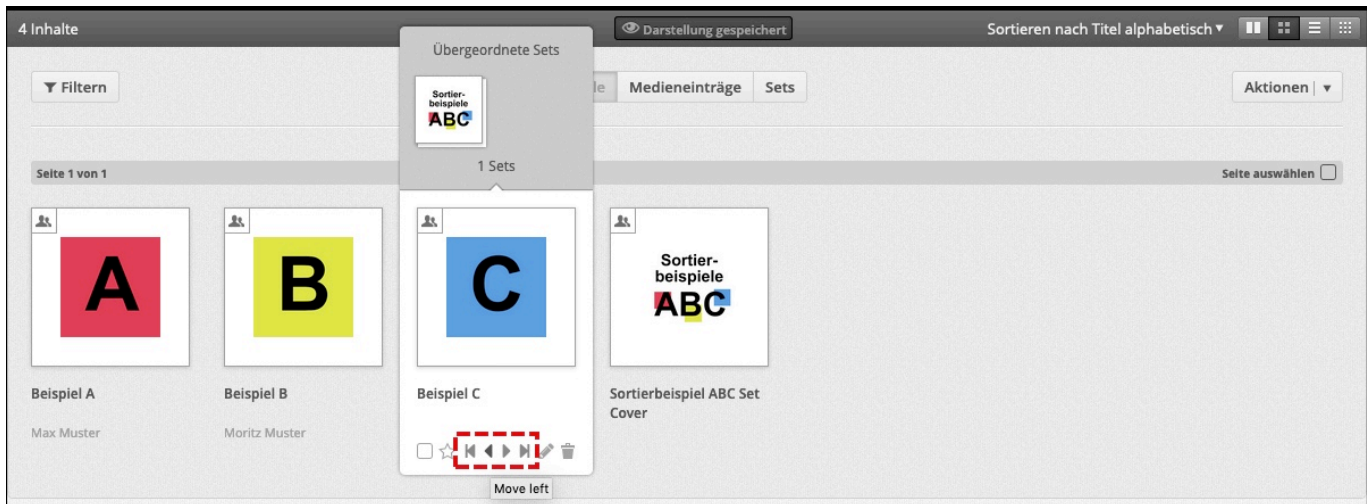 4 Inhalte
Darstellung gespeichert
Sortieren nach Titel alphabetisch
Übergeordnete Sets
Sortier-
beispiele
ABC
1 Sets
Filtern
le
Medieneinträge
Sets
Aktionen
Seite 1 von 1
Seite auswählen
A
B
C
Sortier-
beispiele
ABC
Beispiel A
Beispiel B
Beispiel C
Sortierbeispiel ABC Set
Cover
Max Muster
Moritz Muster
Move left